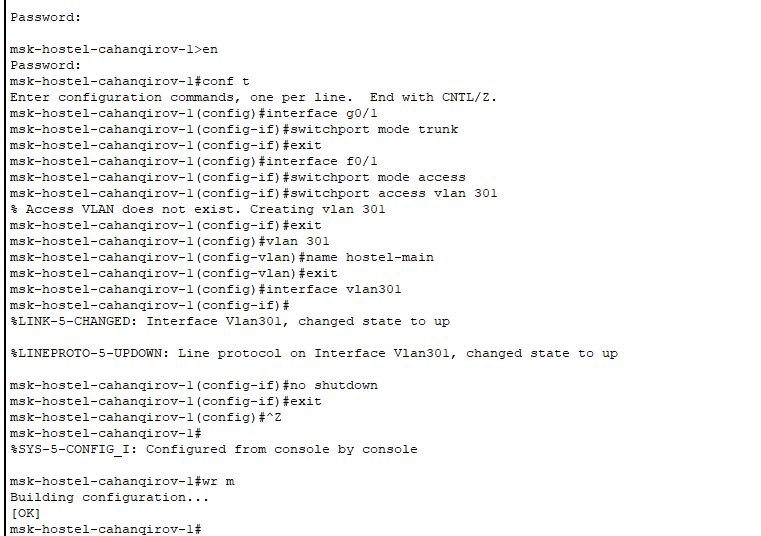 Password:
msk-hostel-cahanqirov-1>en
Password:
msk-hostel-cahanqirov-1#conf t
Enter configuration commands, one per line.  End with CNTL/Z.
msk-hostel-cahanqirov-1(config)#interface g0/1
msk-hostel-cahanqirov-1(config-if)#switchport mode trunk
msk-hostel-cahanqirov-1(config-if)#exit
msk-hostel-cahanqirov-1(config)#interface f0/1
msk-hostel-cahanqirov-1(config-if)#switchport mode access
msk-hostel-cahanqirov-1(config-if)#switchport access vlan 301
% Access VLAN does not exist. Creating vlan 301
msk-hostel-cahanqirov-1(config-if)#exit
msk-hostel-cahanqirov-1(config)#vlan 301
msk-hostel-cahanqirov-1(config-vlan)#name hostel-main
msk-hostel-cahanqirov-1(config-vlan)#exit
msk-hostel-cahanqirov-1(config)#interface vlan301
msk-hostel-cahanqirov-1(config-if)#
%LINK-5-CHANGED: Interface Vlan301, changed state to up
%LINEPROTO-5-UPDOWN: Line protocol on Interface Vlan301, changed state to up
msk-hostel-cahanqirov-1(config-if)#no shutdown
msk-hostel-cahanqirov-1(config-if)#exit
msk-hostel-cahanqirov-1(config)#^Z
msk-hostel-cahanqirov-1#
%SYS-5-CONFIG_I: Configured from console by console
msk-hostel-cahanqirov-1#wr m
Building configuration...
[OK]
msk-hostel-cahanqirov-1#